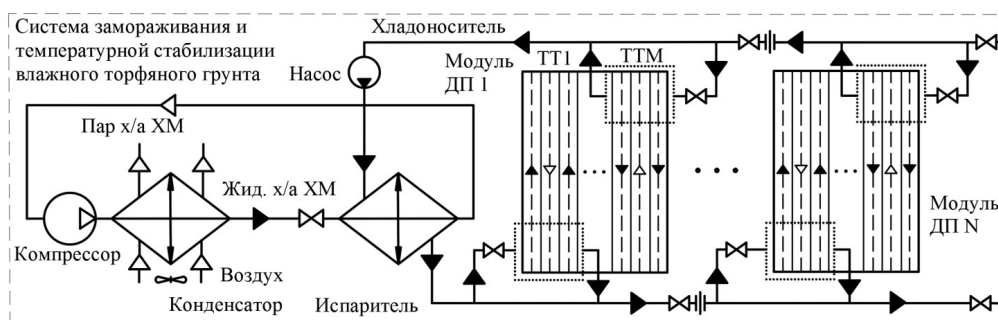 Система замораживания и
температурной стабилизации
влажного торфяного грунта
Хладоноситель
Насос
Модуль
ДП 1
ТТ1
ТТМ
Пар х/а ХМ
Жид. х/а ХМ
Компрессор
Воздух
Конденсатор
Испаритель
Модуль
ДП N